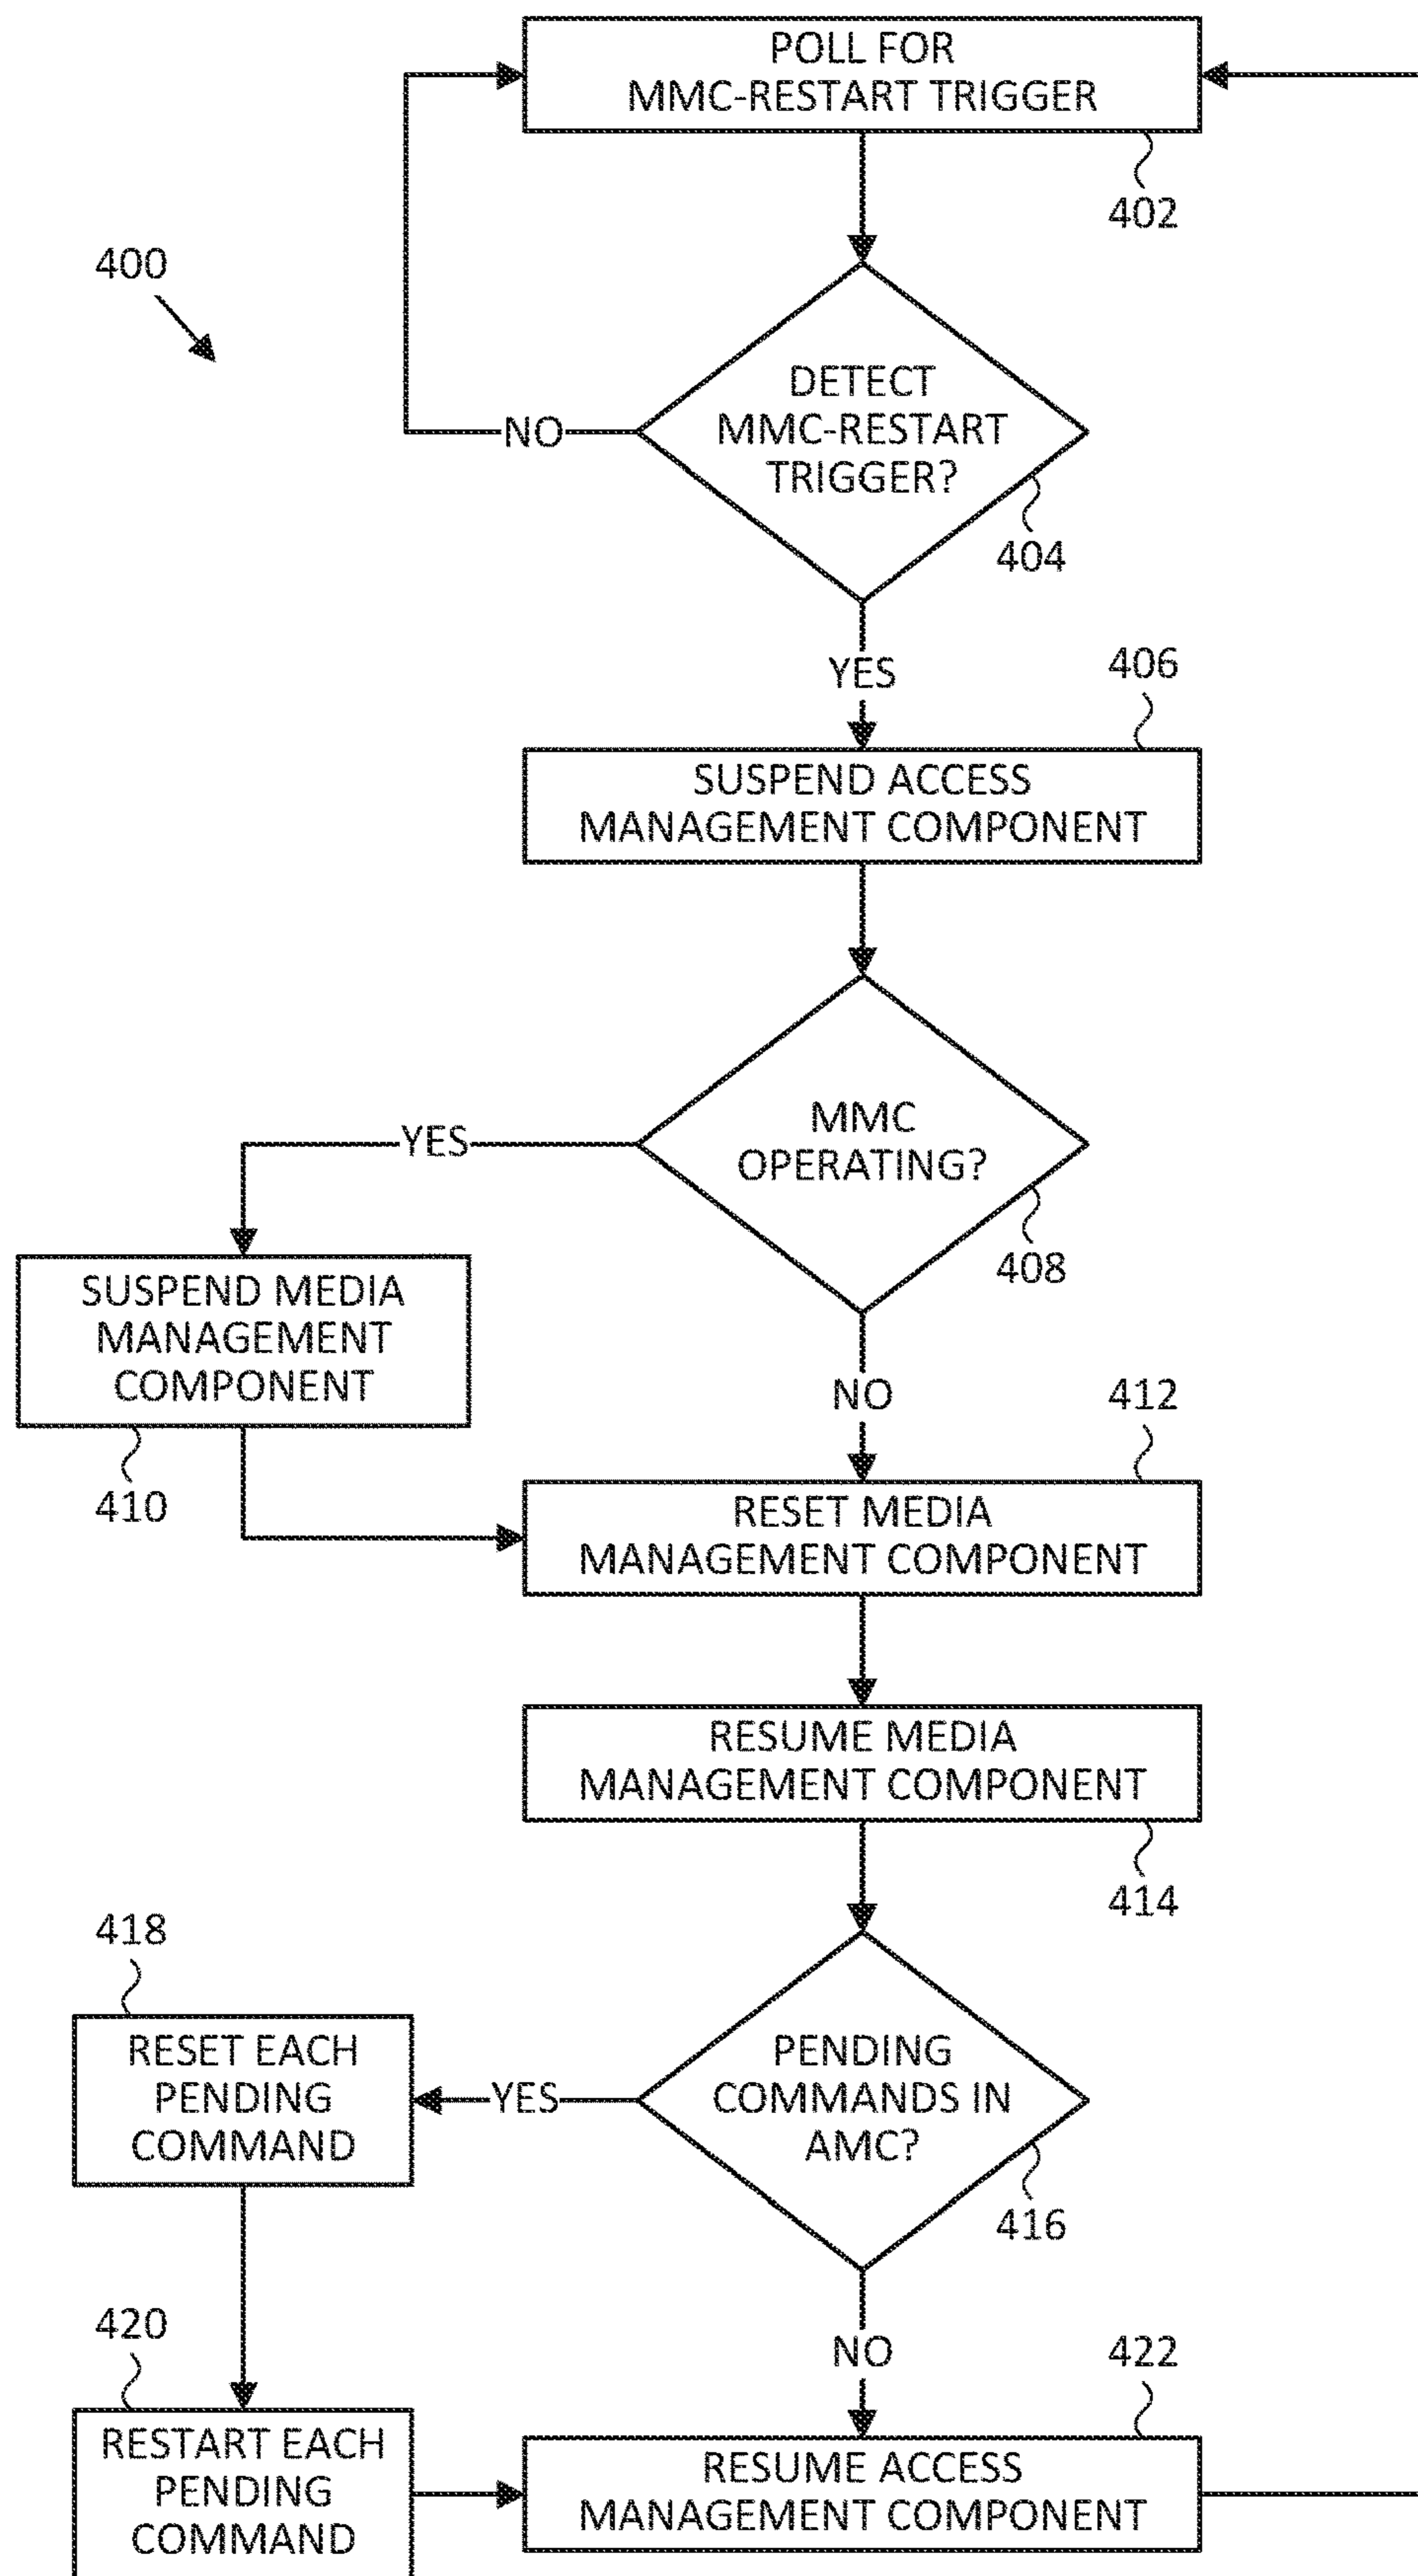 POLL FOR
MMC-RESTART TRIGGER
402
400
DETECT
MMC-RESTART
TRIGGER?
NO
404
YES
406
SUSPEND ACCESS
MANAGEMENT COMPONENT
MMC
OPERATING?
YES
408
SUSPEND MEDIA
MANAGEMENT
COMPONENT
NO
412
410
RESET MEDIA
MANAGEMENT COMPONENT
RESUME MEDIA
MANAGEMENT COMPONENT
414
418
PENDING
COMMANDS IN
AMC?
YES
RESET EACH
PENDING
COMMAND
416
420
NO
422
RESTART EACH
PENDING
COMMAND
RESUME ACCESS
MANAGEMENT COMPONENT